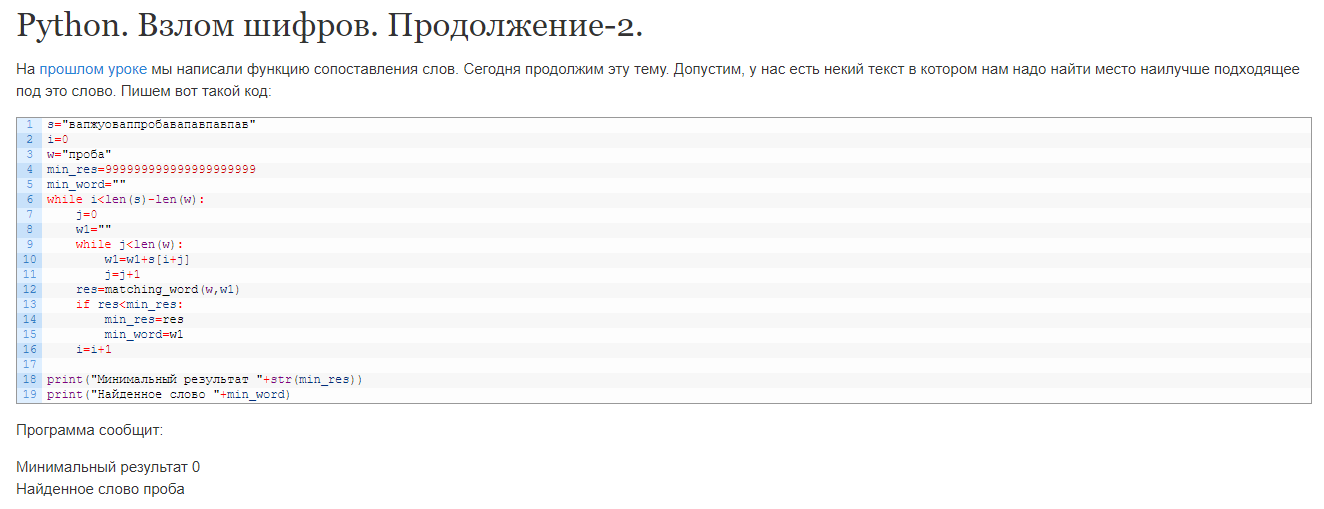 Python. Взлом шифров. Продолжение-2.
На прошлом уроке мы написали функцию сопоставления слов. Сегодня продолжим эту тему. Допустим, у нас есть некий текст в котором нам надо найти место наилучше подходящее
под это слово. Пишем вот такой код:
1 s="вапжуоваппробавапавпавпав"
2 i=0
3 w="проба"
4 min_res=999999999999999999999
5 min_word=""
6 while i<len(s)-len(w):
7     j=0
8     w1=""
9     while j<len(w):
10         w1=w1+s[i+j]
11         j=j+1
12     res=matching_word(w,w1)
13     if res<min_res:
14         min_res=res
15         min_word=w1
16     i=i+1
17
18 print("Минимальный результат "+str(min_res))
19 print("Найденное слово "+min_word)
Программа сообщит:
Минимальный результат 0
Найденное слово проба